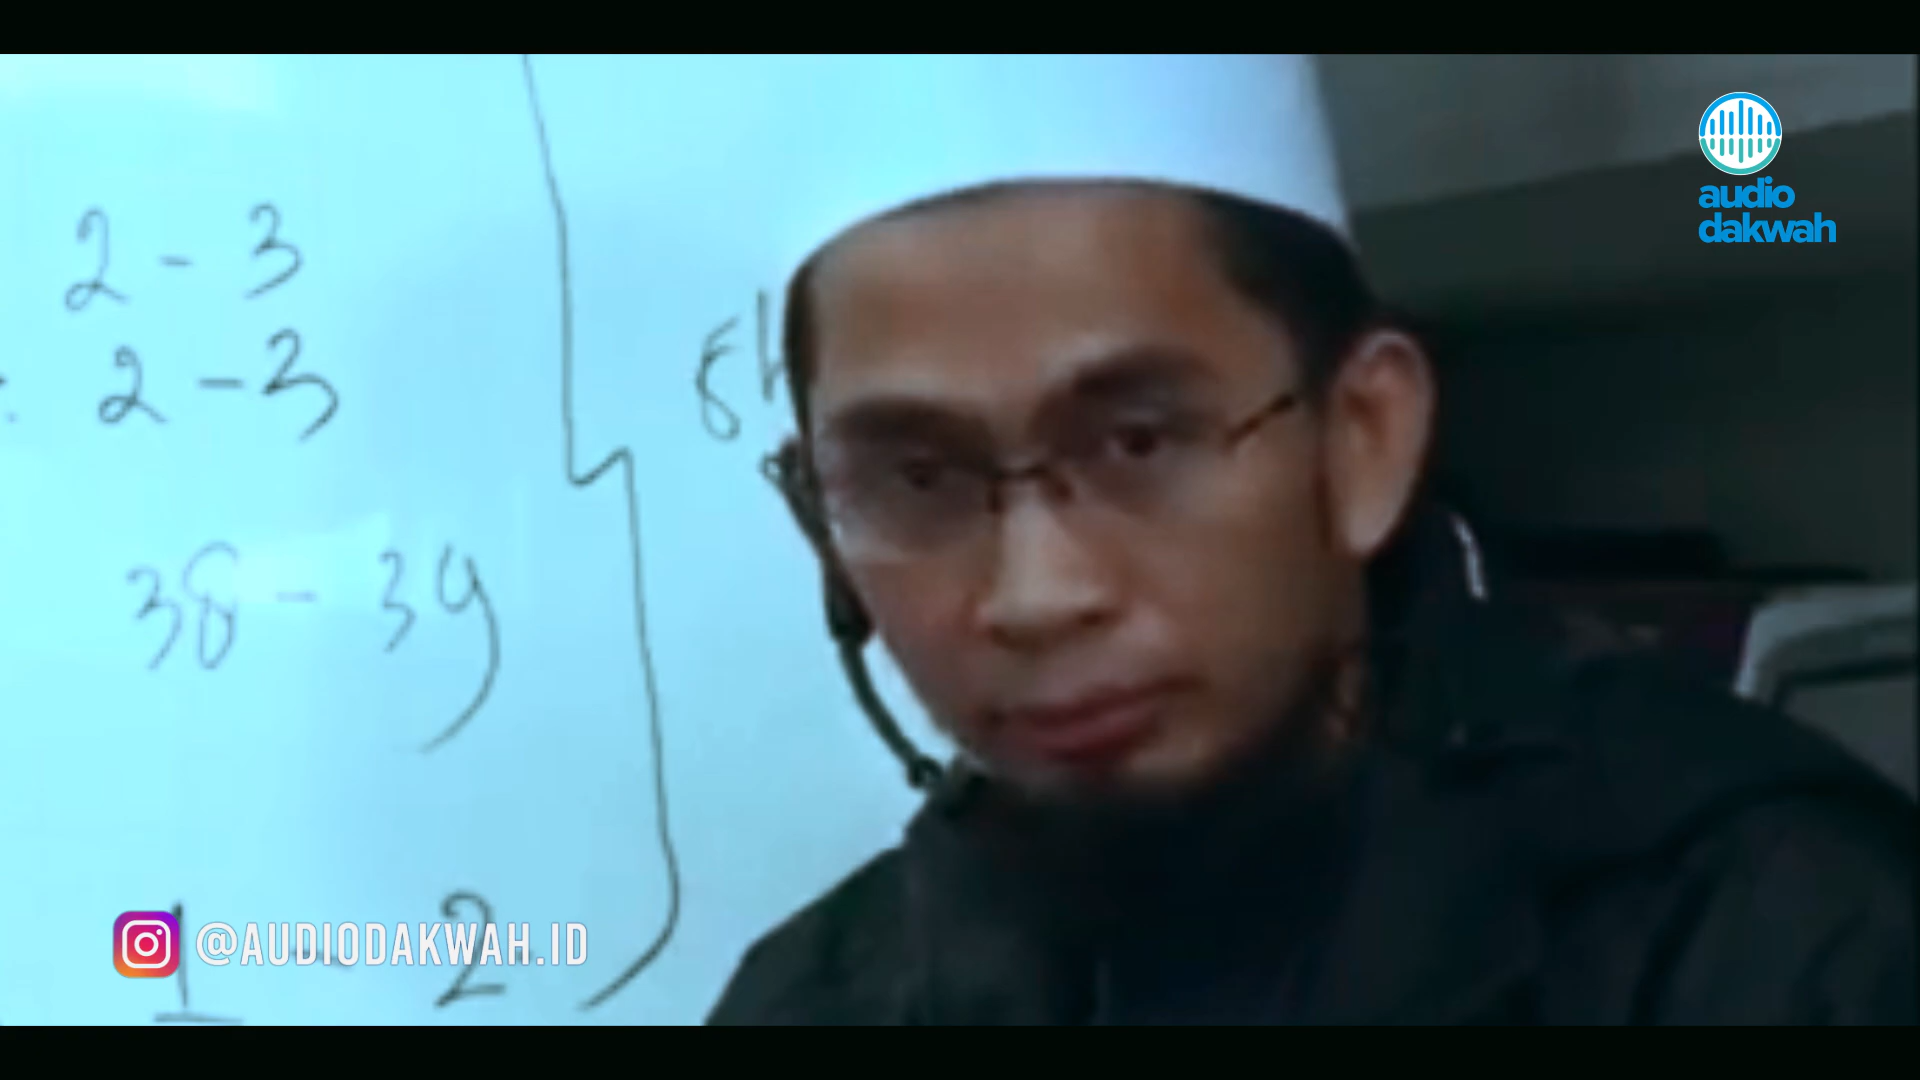 audio
dakwah
2 - 3
2 - 3
38 - 39
1 - 2
@AUDIODAKWAH.ID